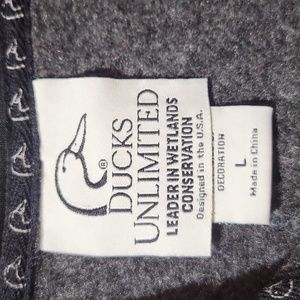 ®
DUCKS
UNLIMITED
LEADER IN WETLANDS
CONSERVATION
Designed in the U.S.A.
DECORATION
L
Made in China